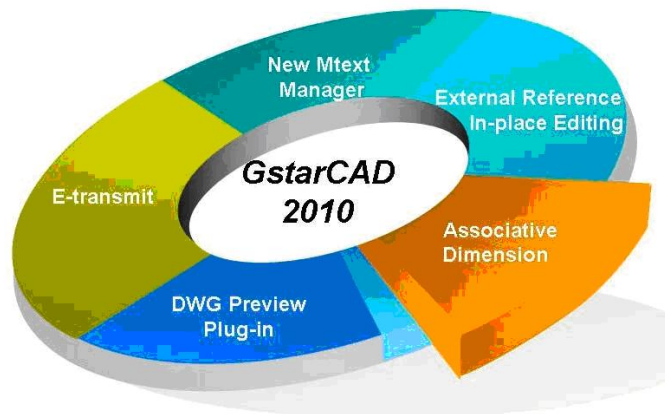 New Mtext
Manager
External Reference
In-place Editing
GstarCAD
2010
E-transmit
Associative
Dimension
DWG Preview
Plug-in